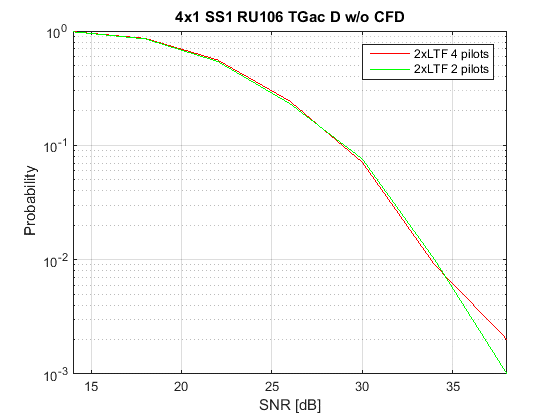 4x1 SS1 RU106 TGac D w/o CFD
10^0
2xLTF 4 pilots
2xLTF 2 pilots
10^-1
Probability
10^-2
10^-3
15 20 25 30 35
SNR [dB]